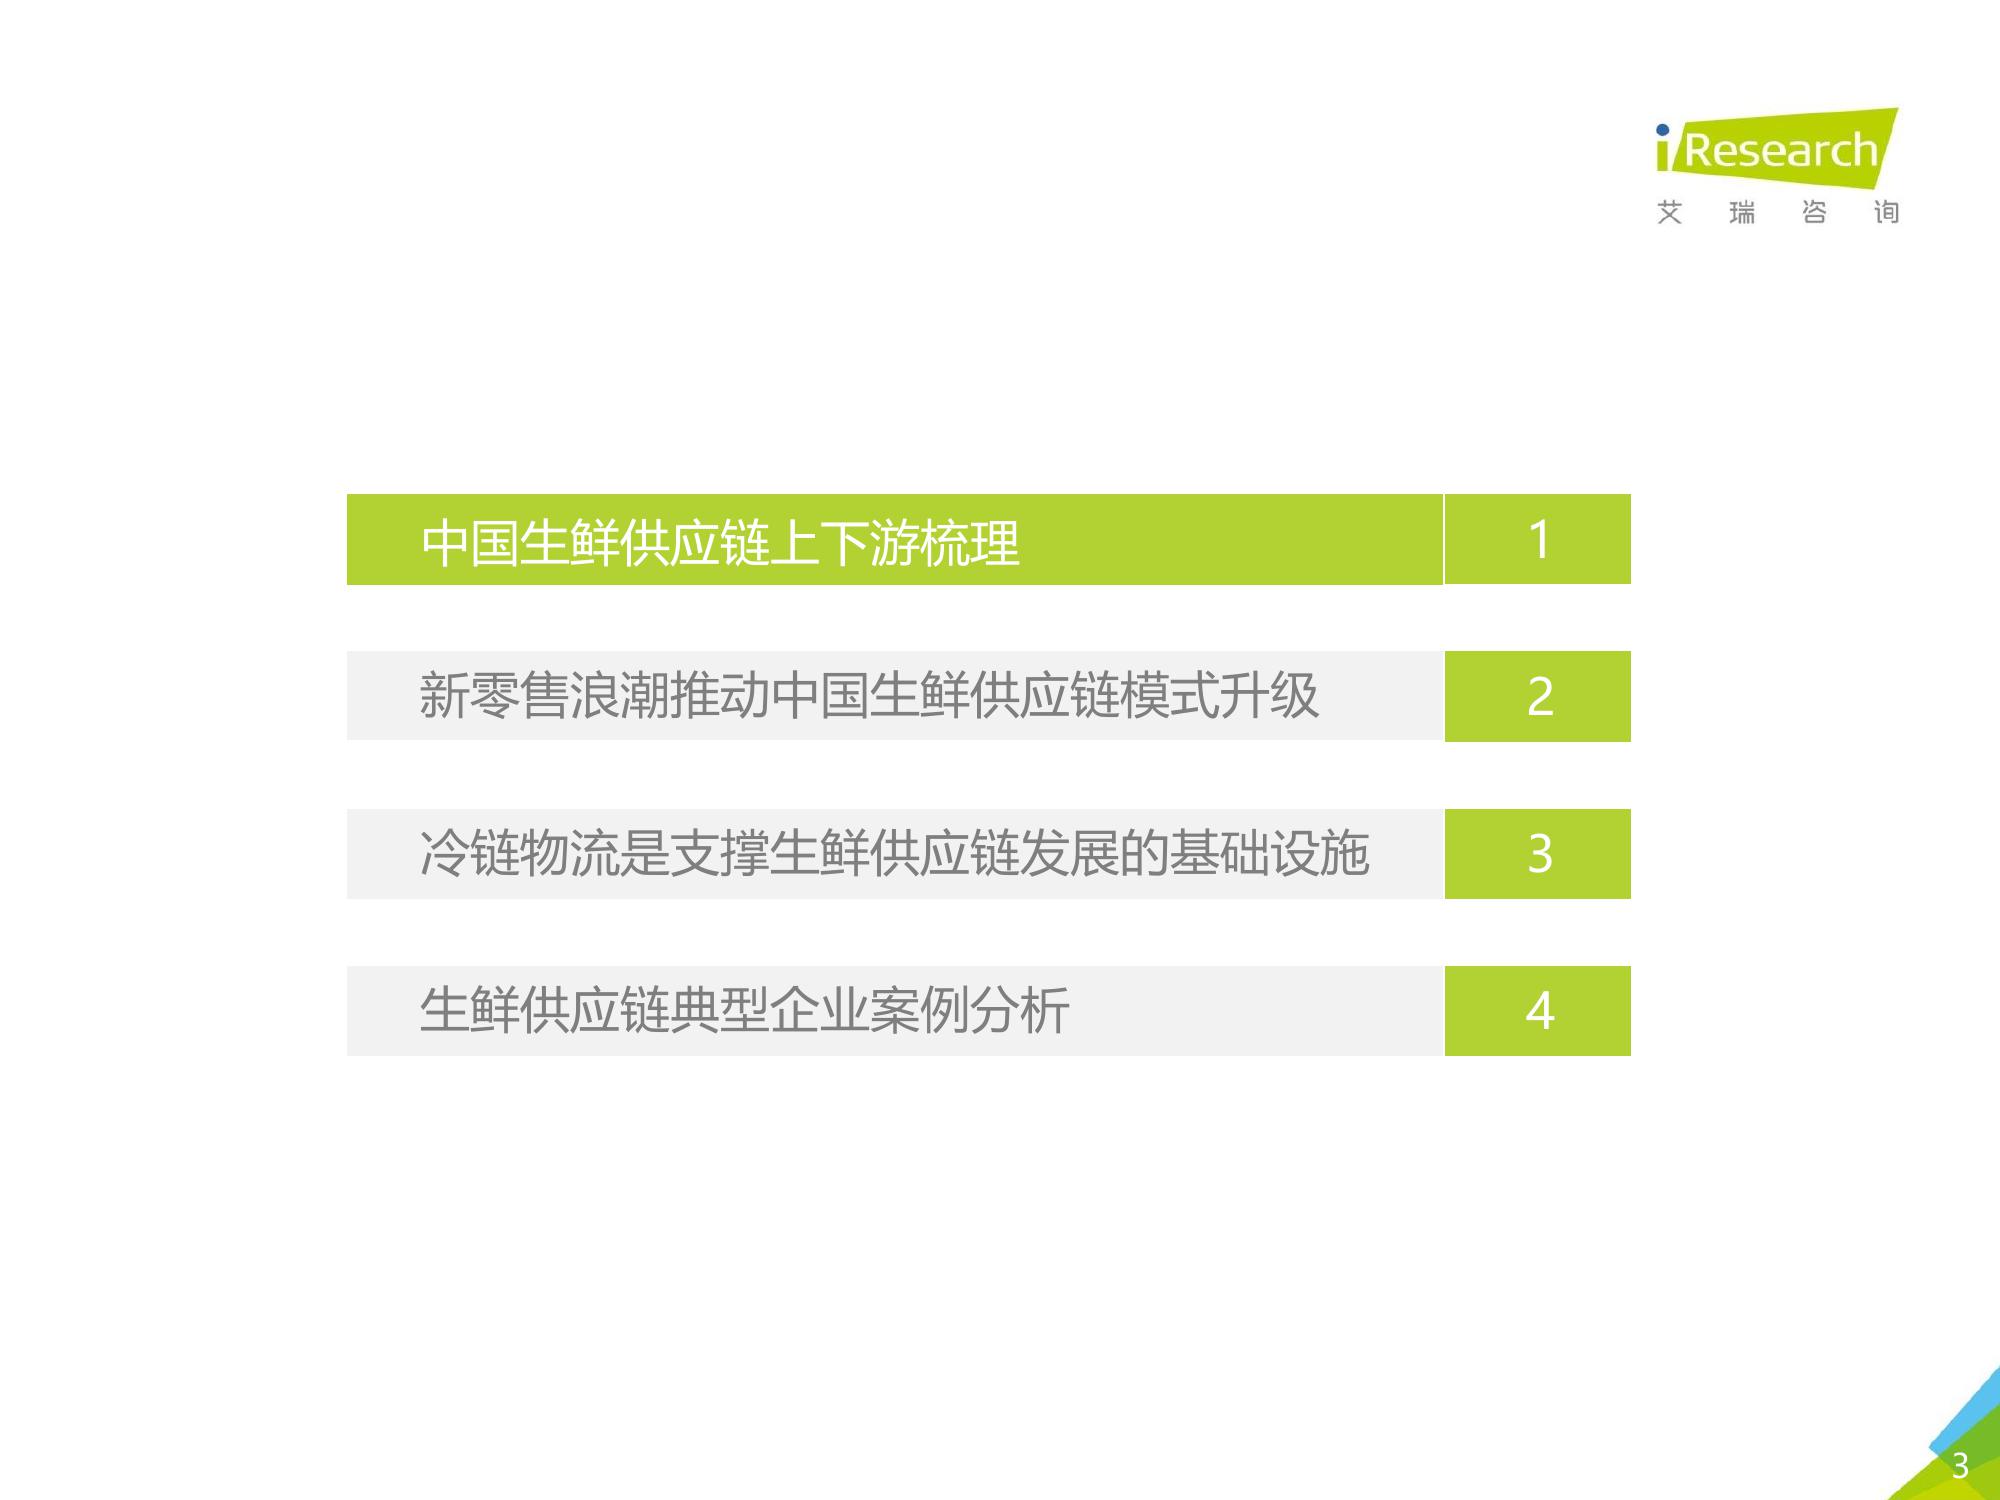 iResearch
艾瑞咨询
中国生鲜供应链上下游梳理 1
新零售浪潮推动中国生鲜供应链模式升级 2
冷链物流是支撑生鲜供应链发展的基础设施 3
生鲜供应链典型企业案例分析 4
3